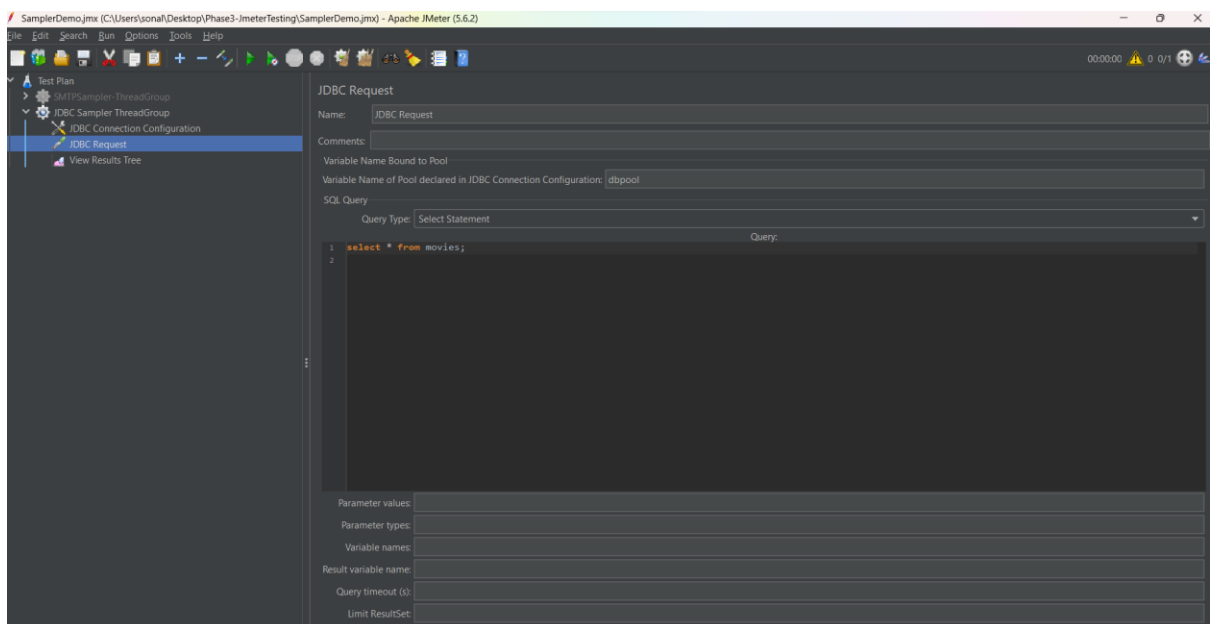 SamplerDemo.jmx (C:\Users\sonal\Desktop\Phase3-JmeterTesting\SamplerDemo.jmx) - Apache JMeter (5.6.2)
File Edit Search Run Options Tools Help
00:00:00 0 0/1
Test Plan
SMTPSampler-ThreadGroup
JDBC Sampler ThreadGroup
JDBC Connection Configuration
JDBC Request
View Results Tree
JDBC Request
Name: JDBC Request
Comments:
Variable Name Bound to Pool
Variable Name of Pool declared in JDBC Connection Configuration: dbpool
SQL Query
Query Type: Select Statement
Query:
1 select * from movies;
2
Parameter values:
Parameter types:
Variable names:
Result variable name:
Query timeout (s):
Limit ResultSet: